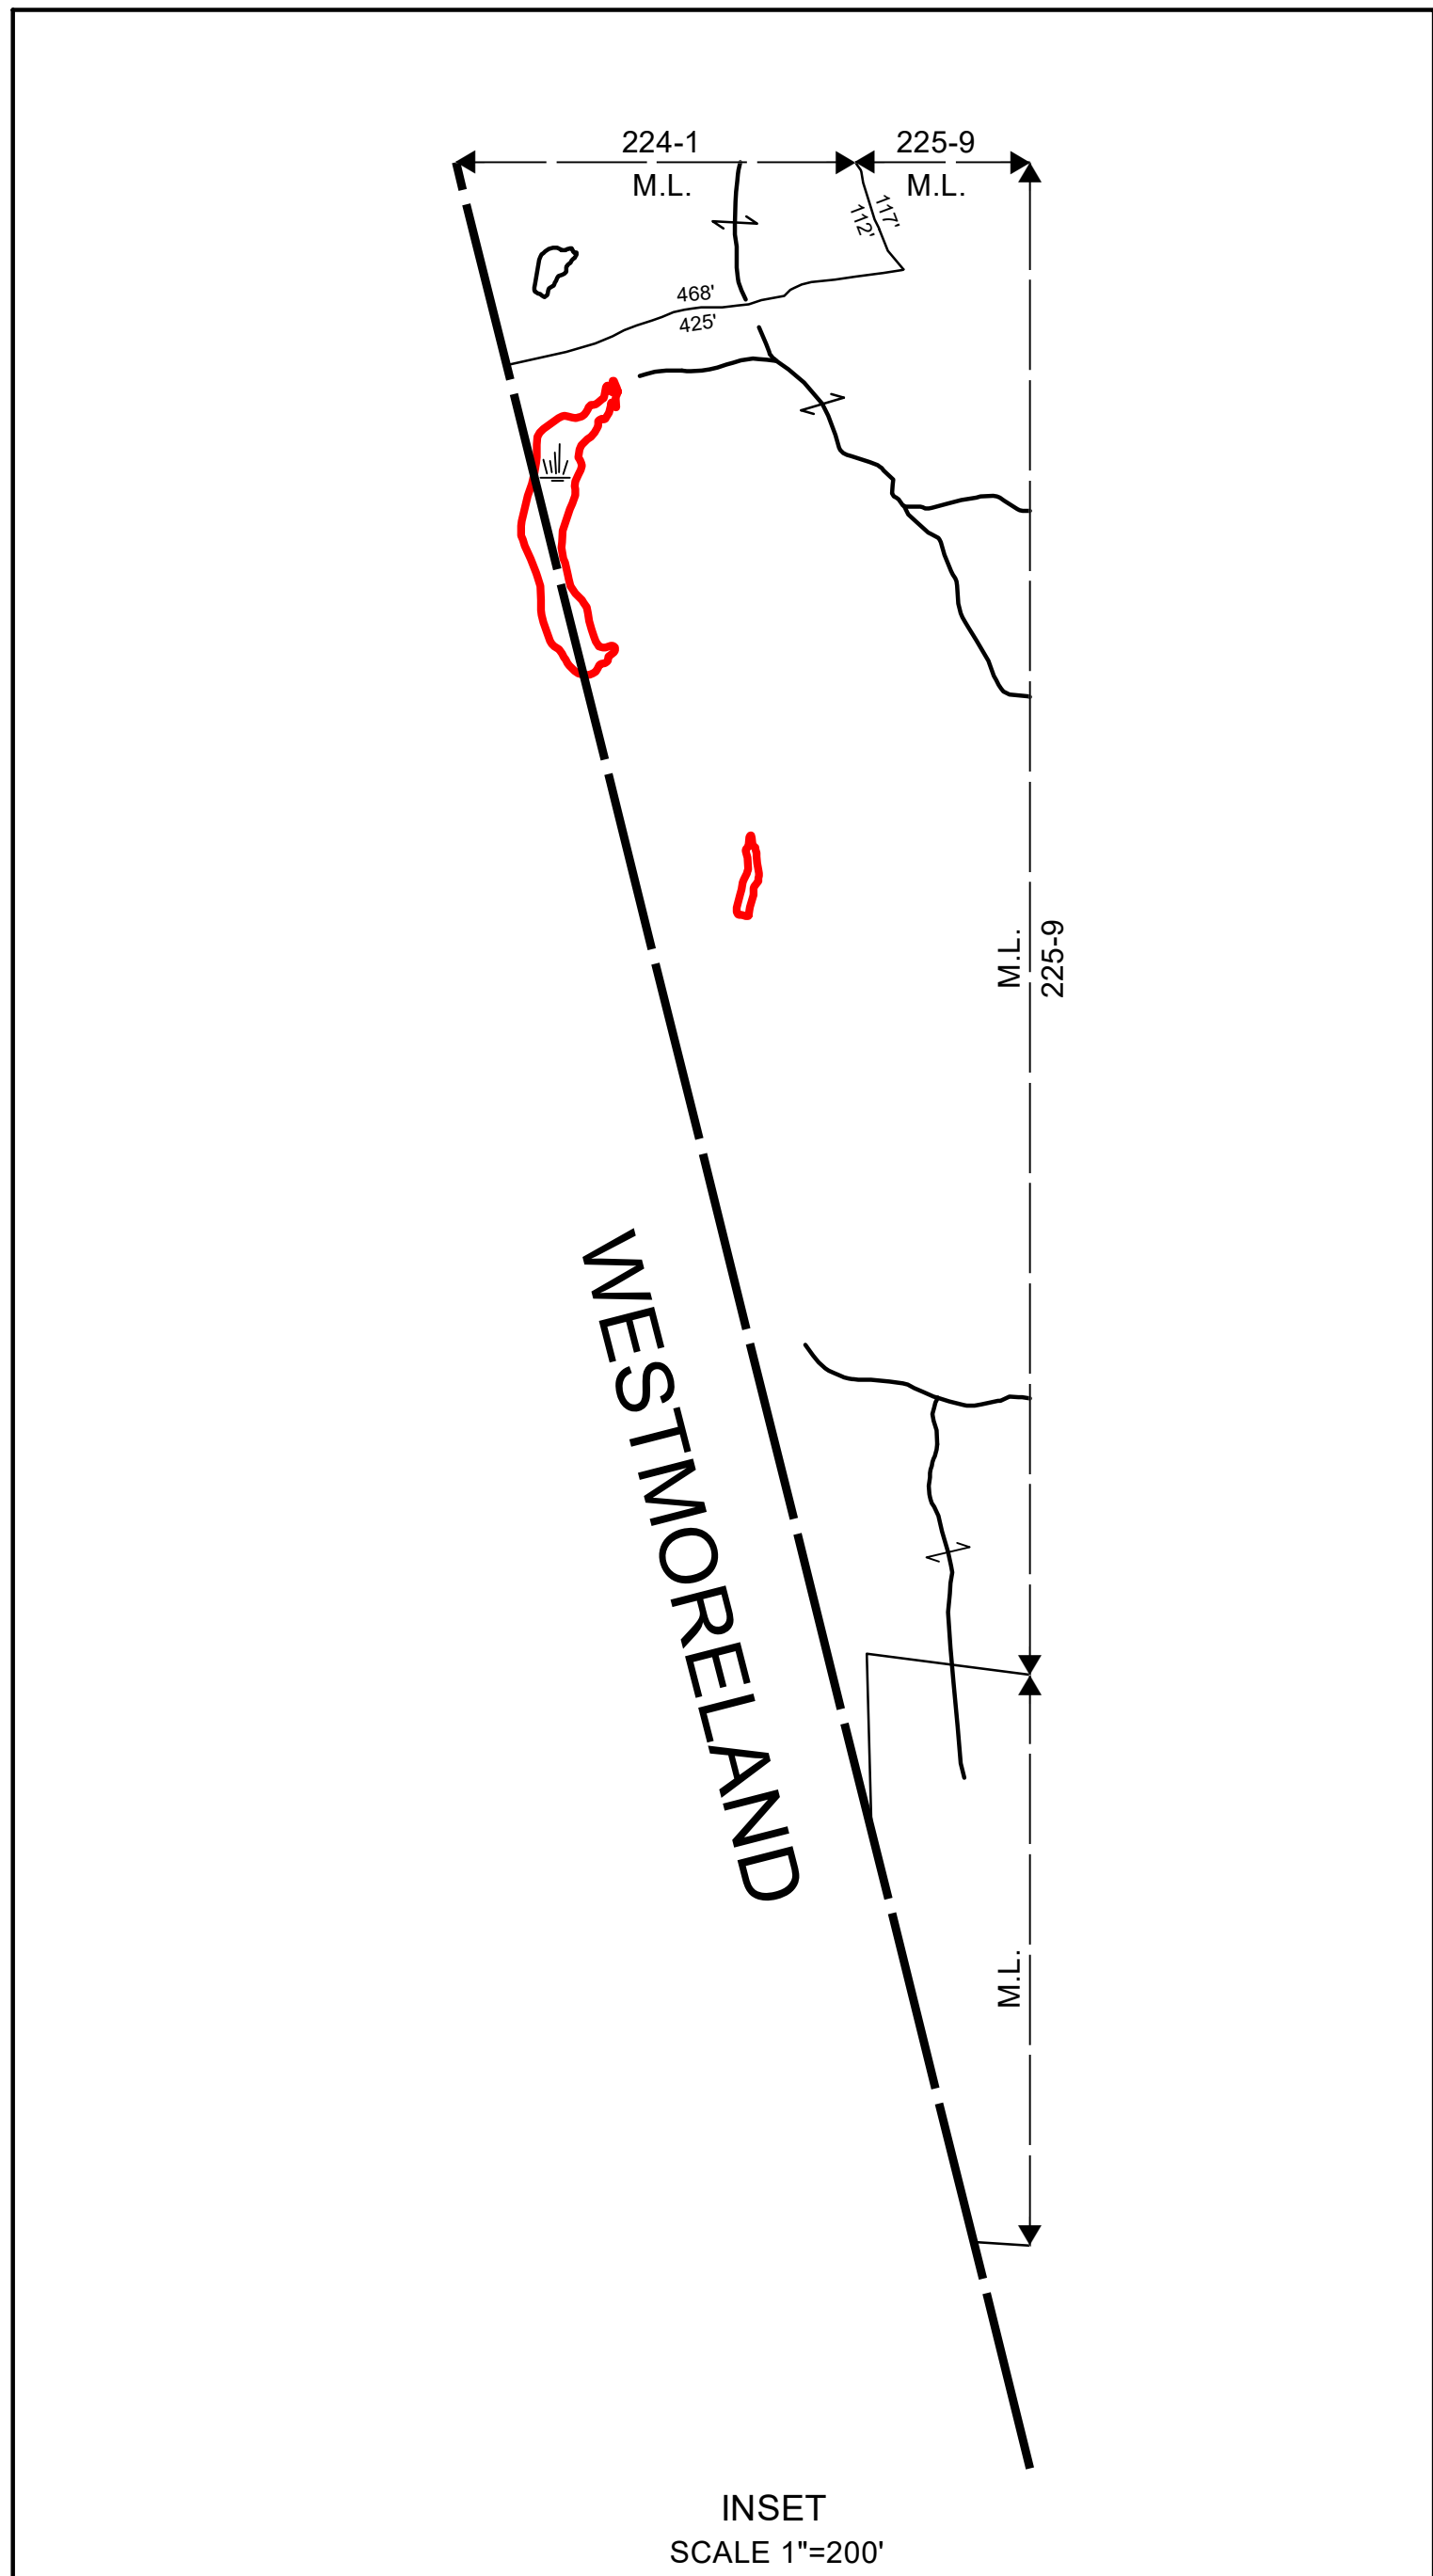 224-1
225-9
M.L.
M.L.
117'
112'
468'
425'
M.L.
225-9
WESTMORELAND
M.L.
INSET
SCALE 1"=200'